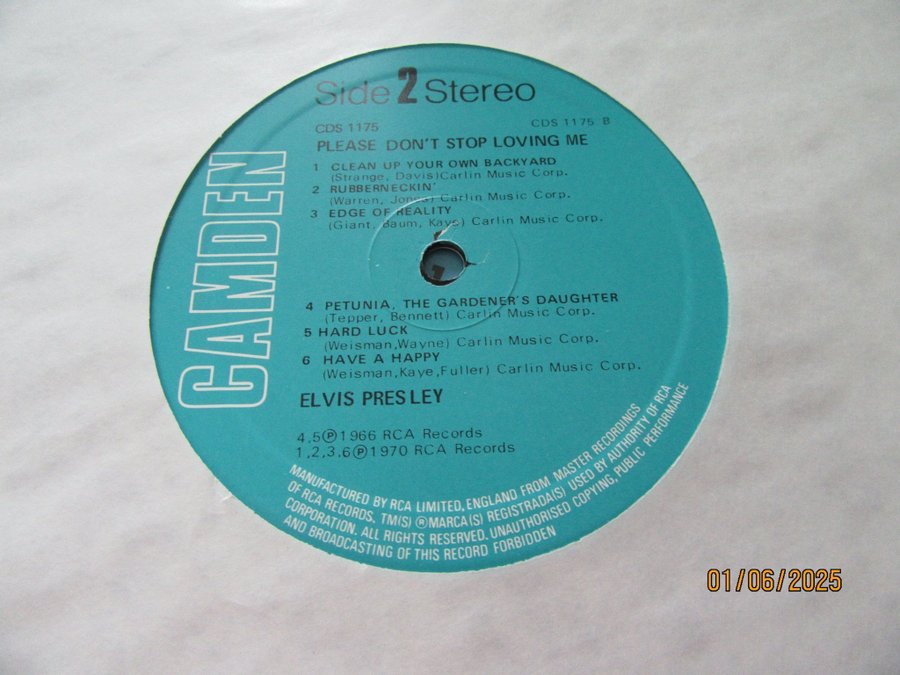 Side 2 Stereo
CDS 1175
CDS 1175 B
PLEASE DON'T STOP LOVING ME
1 CLEAN UP YOUR OWN BACKYARD
(Strange, Davis)Carlin Music Corp.
2 RUBBERNECKIN'
(Warren, Jones) Carlin Music Corp.
3 EDGE OF REALITY
(Giant, Baum, Kaye) Carlin Music Corp.
CAMDEN
4 PETUNIA, THE GARDENER'S DAUGHTER
(Tepper, Bennett) Carlin Music Corp.
5 HARD LUCK
(Weisman,Wayne) Carlin Music Corp.
6 HAVE A HAPPY
(Weisman,Kaye,Fuller) Carlin Music Corp.
ELVIS PRESLEY
4,5Ⓟ1966 RCA Records
1,2,3,6Ⓟ1970 RCA Records
MANUFACTURED BY RCA LIMITED, ENGLAND FROM MASTER RECORDINGS
OF RCA RECORDS. TM(S) ®MARCA(S) REGISTRADA(S) USED BY AUTHORITY OF RCA
CORPORATION. ALL RIGHTS RESERVED. UNAUTHORISED COPYING, PUBLIC PERFORMANCE
AND BROADCASTING OF THIS RECORD FORBIDDEN
01/06/2025